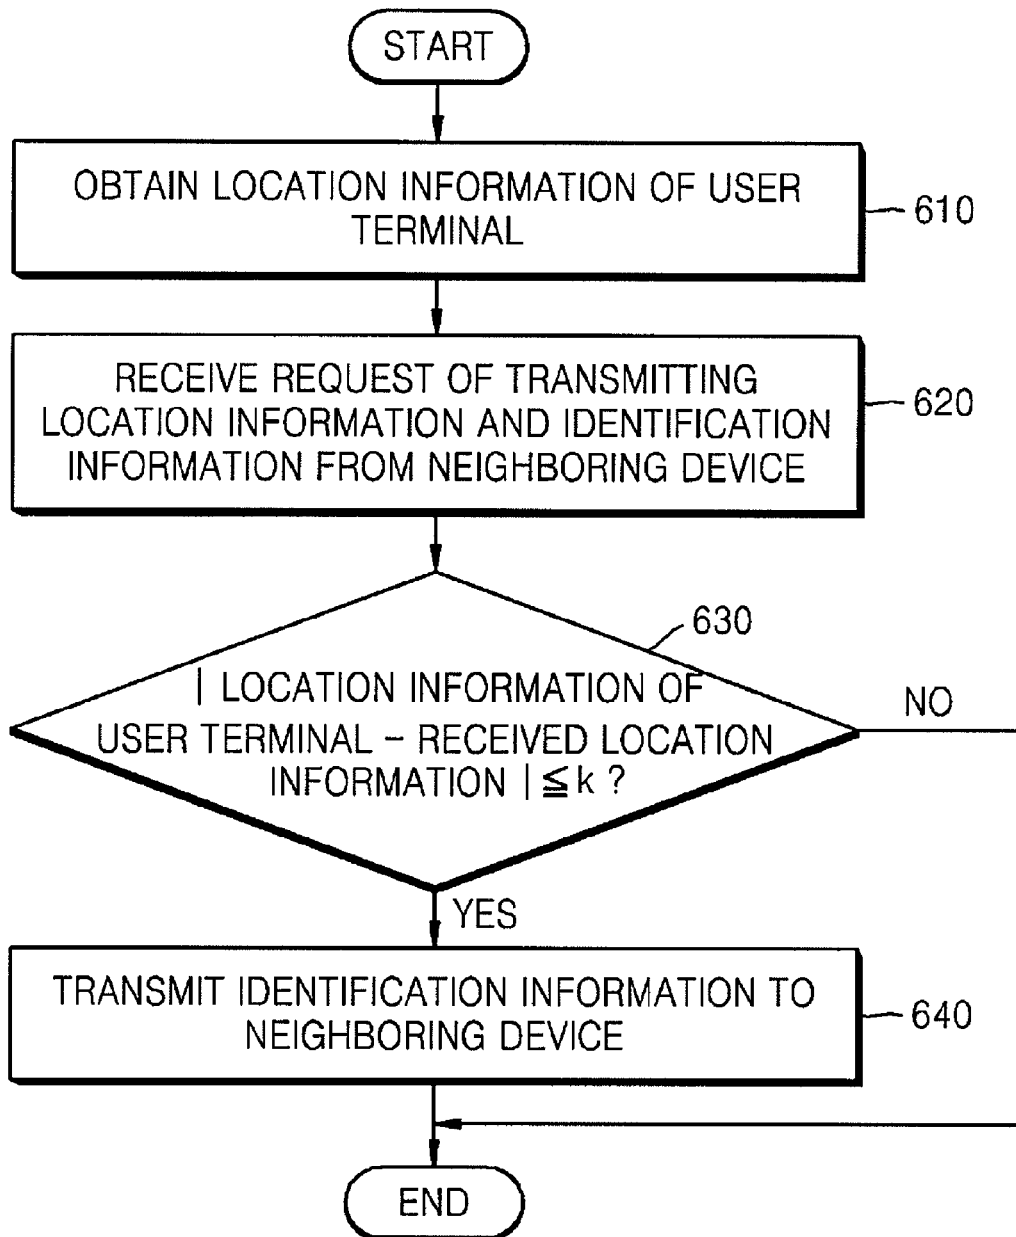 START
OBTAIN LOCATION INFORMATION OF USER
TERMINAL
610
RECEIVE REQUEST OF TRANSMITTING
LOCATION INFORMATION AND IDENTIFICATION
INFORMATION FROM NEIGHBORING DEVICE
620
630
| LOCATION INFORMATION OF
USER TERMINAL – RECEIVED LOCATION
INFORMATION | ≦ k ?
NO
YES
TRANSMIT IDENTIFICATION INFORMATION TO
NEIGHBORING DEVICE
640
END